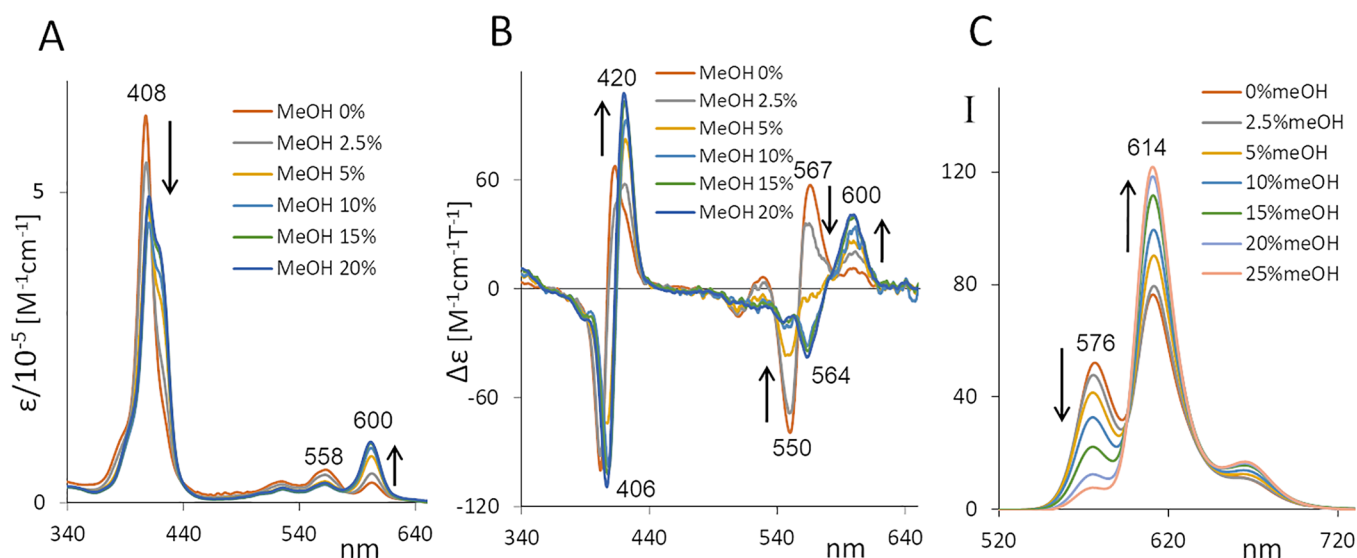 A
408
MeOH 0%
MeOH 2.5%
MeOH 5%
MeOH 10%
MeOH 15%
MeOH 20%
5
ε/10⁻⁵ [M⁻¹cm⁻¹]
558
600
0
340
440
540
640
nm
B
420
MeOH 0%
MeOH 2.5%
MeOH 5%
MeOH 10%
MeOH 15%
MeOH 20%
567
600
60
0
-60
-120
Δε [M⁻¹cm⁻¹T⁻¹]
564
550
406
340
440
540
640
nm
C
I
0%meOH
2.5%meOH
5%meOH
10%meOH
15%meOH
20%meOH
25%meOH
614
576
120
80
40
0
520
620
720
nm